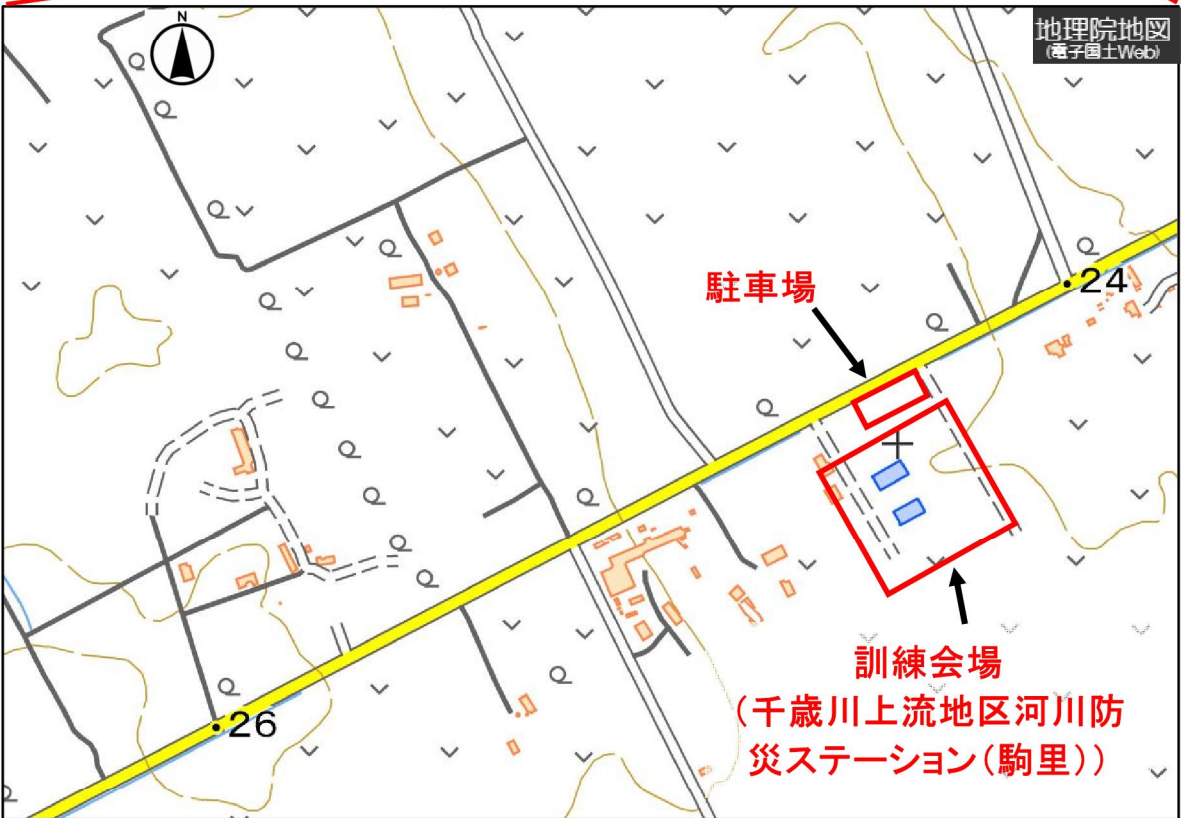 N
地理院地図
(電子国土Web)
駐車場
24
26
訓練会場
(千歳川上流地区河川防
災ステーション(駒里))